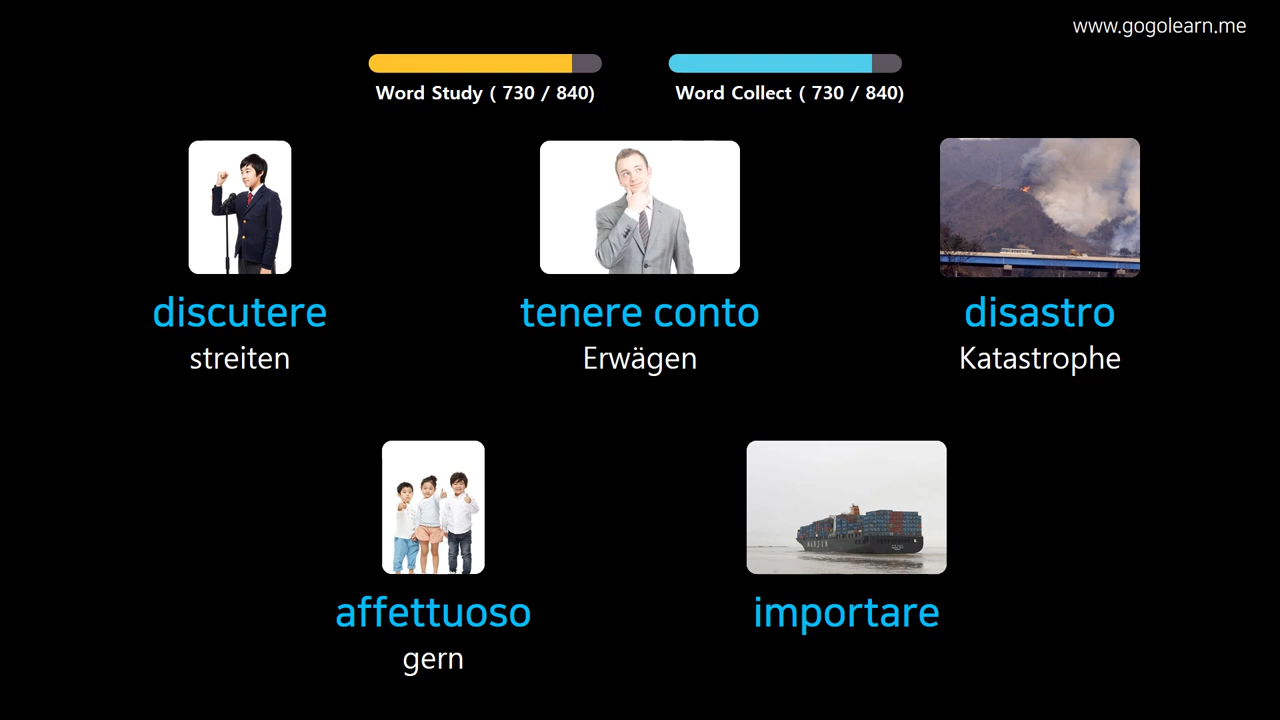 www.gogolearn.me
Word Study ( 730 / 840)
Word Collect ( 730 / 840)
discutere
streiten
tenere conto
Erwägen
disastro
Katastrophe
affettuoso
gern
importare